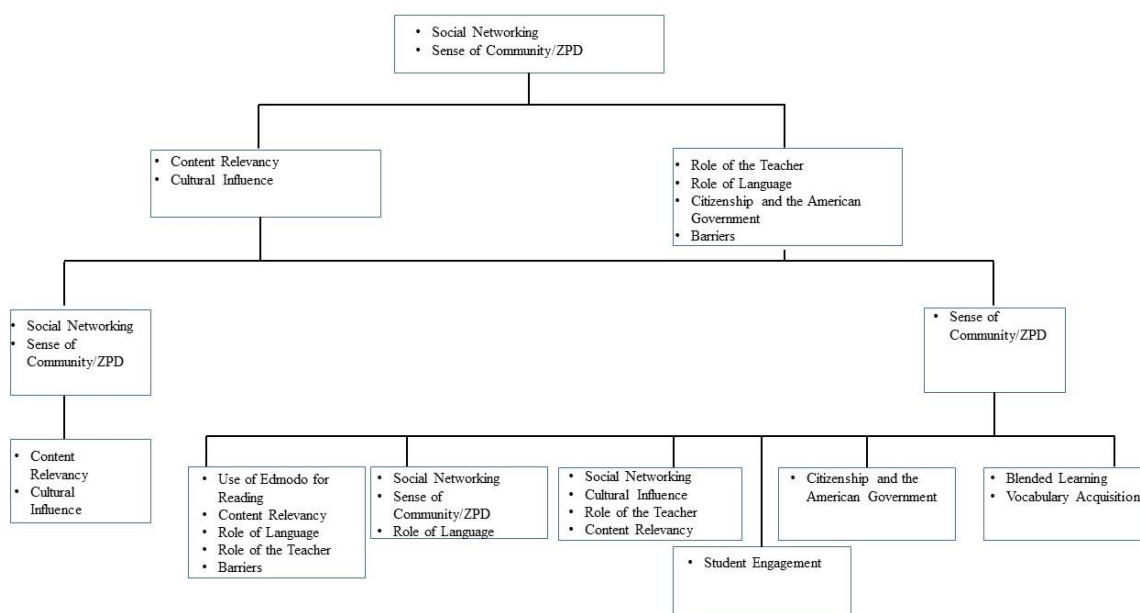 • Social Networking
• Sense of Community/ZPD
• Content Relevancy
• Cultural Influence
• Role of the Teacher
• Role of Language
• Citizenship and the American
Government
• Barriers
• Social Networking
• Sense of
Community/ZPD
• Sense of
Community/ZPD
• Content
Relevancy
• Cultural
Influence
• Use of Edmodo for
Reading
• Content Relevancy
• Role of Language
• Role of the Teacher
• Barriers
• Social Networking
• Sense of
Community/ZPD
• Role of Language
• Social Networking
• Cultural Influence
• Role of the Teacher
• Content Relevancy
• Student Engagement
• Citizenship and the
American Government
• Blended Learning
• Vocabulary Acquisition